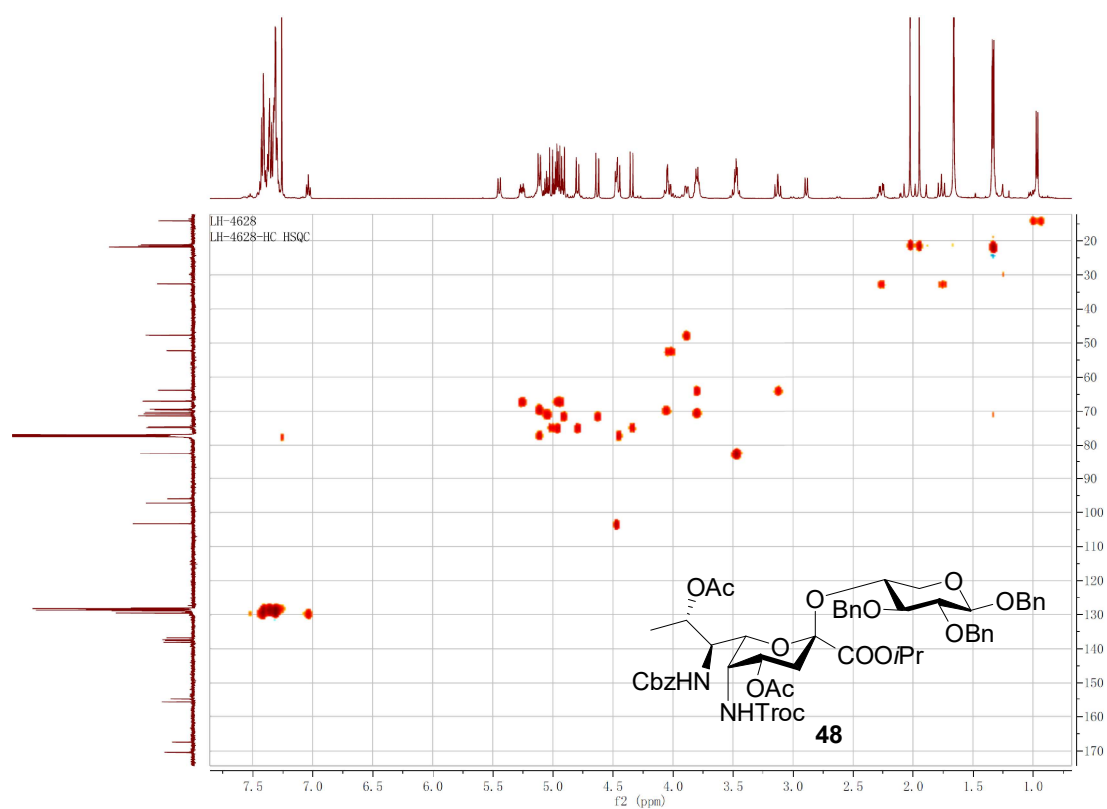 LH-4628
LH-4628-HC HSQC
20
30
40
50
60
70
80
90
100
110
120
130
140
150
160
170
OAc
O
O
OBn
BnO
OBn
O
O
COOiPr
CbzHN
OAc
NHTroc
48
7.5 7.0 6.5 6.0 5.5 5.0 4.5 4.0 3.5 3.0 2.5 2.0 1.5 1.0
f2 (ppm)